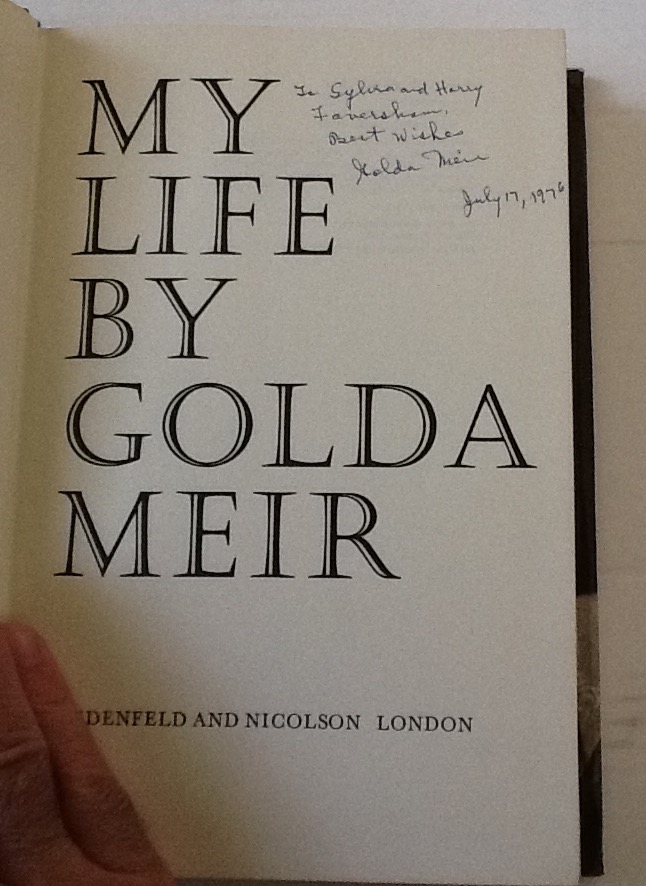 MY
LIFE
BY
GOLDA
MEIR
To Sylvia and Harry
Faversham,
Best Wishes
Golda Meir
July 17, 1976
DENFELD AND NICOLSON LONDON